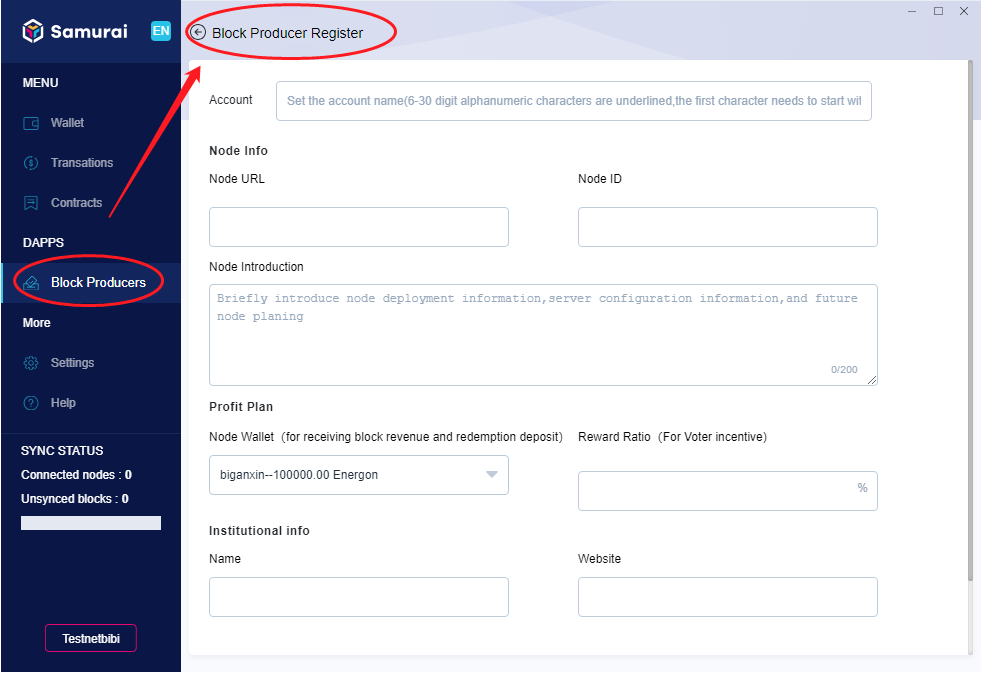 Samurai
EN
Block Producer Register
MENU
Wallet
Transations
Contracts
DAPPS
Block Producers
More
Settings
Help
SYNC STATUS
Connected nodes : 0
Unsynced blocks : 0
Testnetbibi
Account
Set the account name(6-30 digit alphanumeric characters are underlined,the first character needs to start wit
Node Info
Node URL
Node ID
Node Introduction
Briefly introduce node deployment information,server configuration information,and future
node planing
0/200
Profit Plan
Node Wallet (for receiving block revenue and redemption deposit)
Reward Ratio (For Voter incentive)
biganxin--100000.00 Energon
%
Institutional info
Name
Website